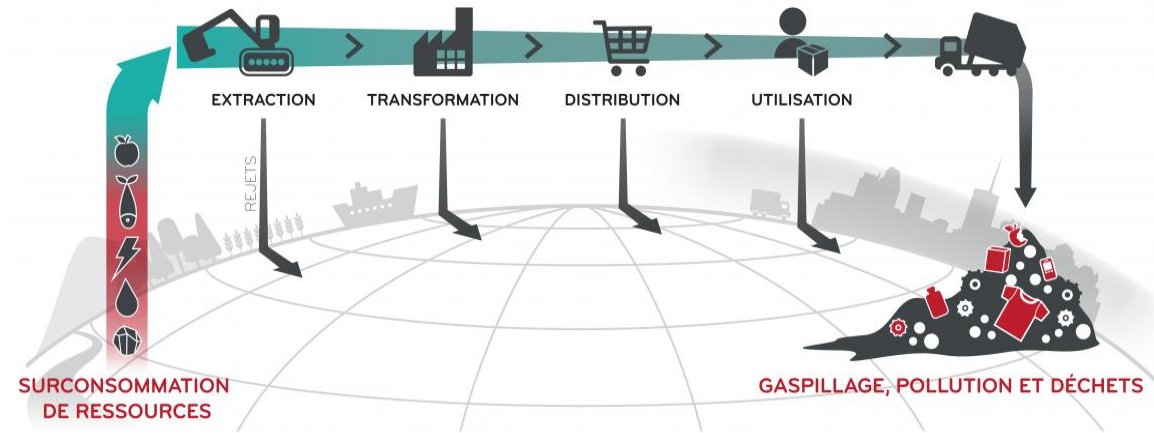 EXTRACTION
TRANSFORMATION
DISTRIBUTION
UTILISATION
REJETS
SURCONSOMMATION
DE RESSOURCES
GASPILLAGE, POLLUTION ET DÉCHETS